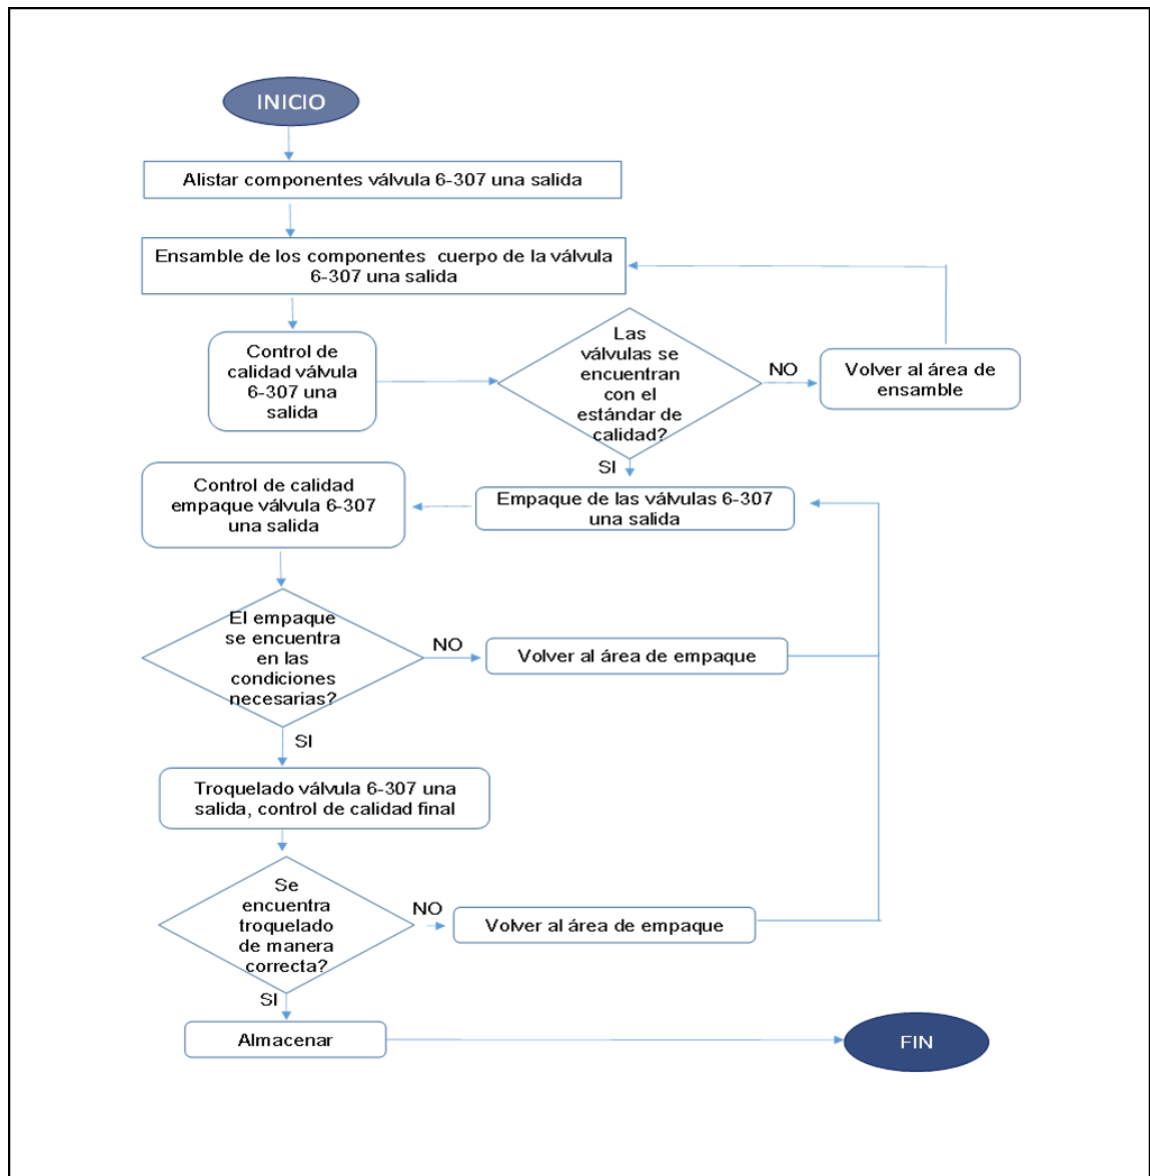 INICIO
Alistar componentes válvula 6-307 una salida
Ensamble de los componentes cuerpo de la válvula
6-307 una salida
Control de
calidad válvula
6-307 una
salida
Las
válvulas se
encuentran
con el
estándar de
calidad?
NO
Volver al área de
ensamble
SI
Empaque de las válvulas 6-307
una salida
Control de calidad
empaque válvula 6-307
una salida
El empaque
se encuentra
en las
condiciones
necesarias?
NO
Volver al área de empaque
SI
Troquelado válvula 6-307 una
salida, control de calidad final
Se
encuentra
troquelado
de manera
correcta?
NO
Volver al área de empaque
SI
Almacenar
FIN